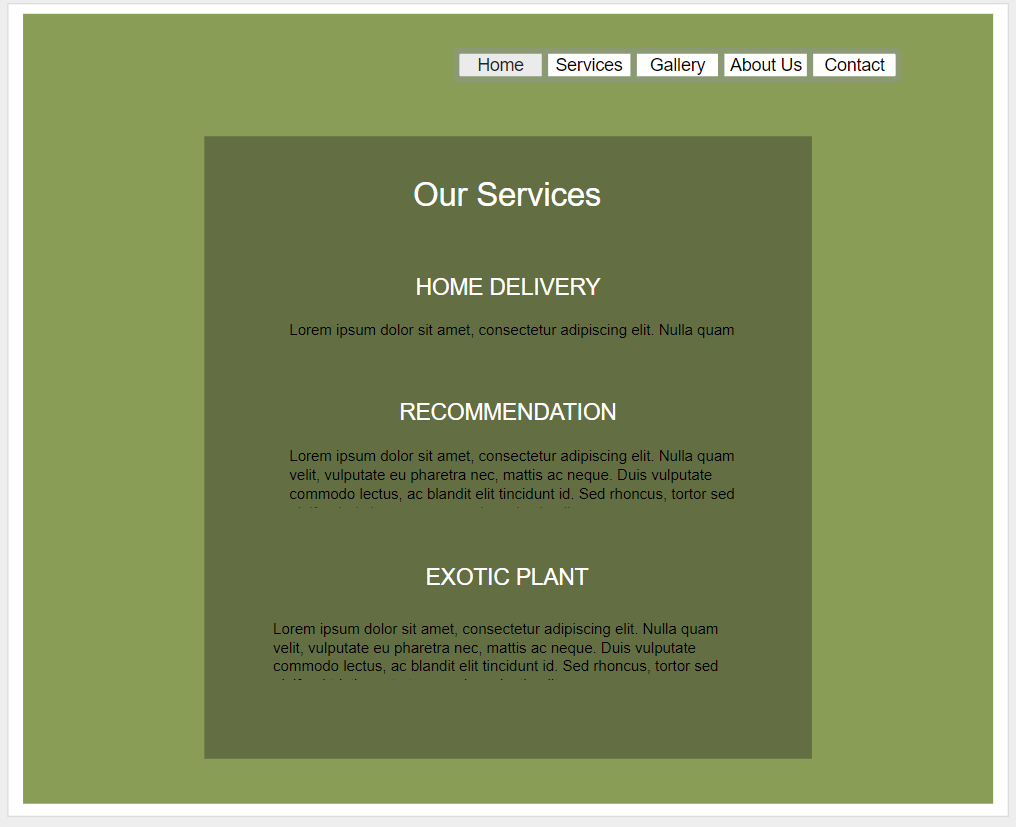 Home Services Gallery About Us Contact
Our Services
HOME DELIVERY
Lorem ipsum dolor sit amet, consectetur adipiscing elit. Nulla quam
RECOMMENDATION
Lorem ipsum dolor sit amet, consectetur adipiscing elit. Nulla quam
velit, vulputate eu pharetra nec, mattis ac neque. Duis vulputate
commodo lectus, ac blandit elit tincidunt id. Sed rhoncus, tortor sed
EXOTIC PLANT
Lorem ipsum dolor sit amet, consectetur adipiscing elit. Nulla quam
velit, vulputate eu pharetra nec, mattis ac neque. Duis vulputate
commodo lectus, ac blandit elit tincidunt id. Sed rhoncus, tortor sed